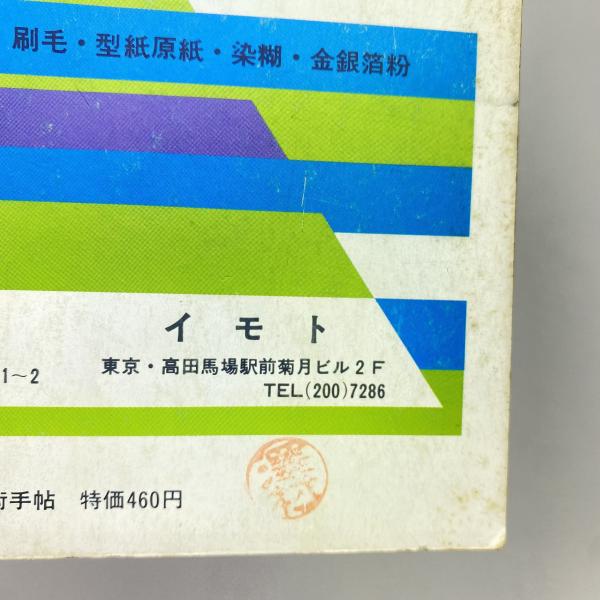 刷毛・型紙原紙・染糊・金銀箔粉
イモト
1～2
東京・高田馬場駅前菊月ビル2F
TEL(200)7286
術手帖 特価460円